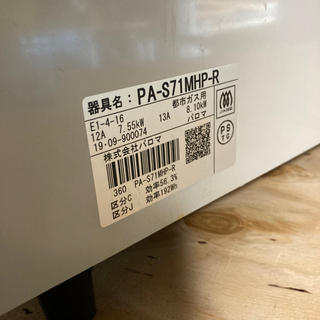 器具名：PA-S71MHP-R
E1-4-16 都市ガス用
12A 7.55kW 13A 8.10kW
19·09-900074
株式会社パロマ
PS
TG
360 PA-S71MHP-R
区分C 効率56.3%
区分J 効率192Wh